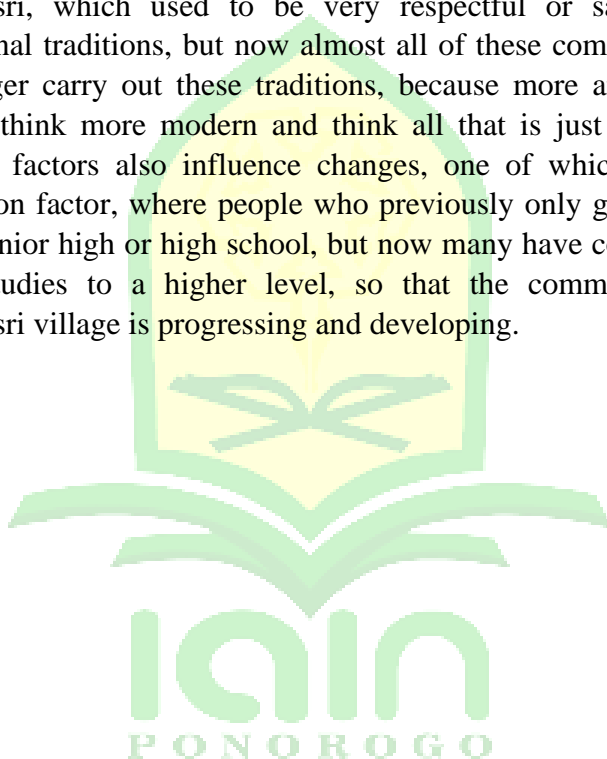 sri, which used to be very respectful or sa
nal traditions, but now almost all of these com
ger carry out these traditions, because more a
think more modern and think all that is just
factors also influence changes, one of whic
on factor, where people who previously only g
nior high or high school, but now many have co
udies to a higher level, so that the comm
sri village is progressing and developing.
iain
PONOROGO